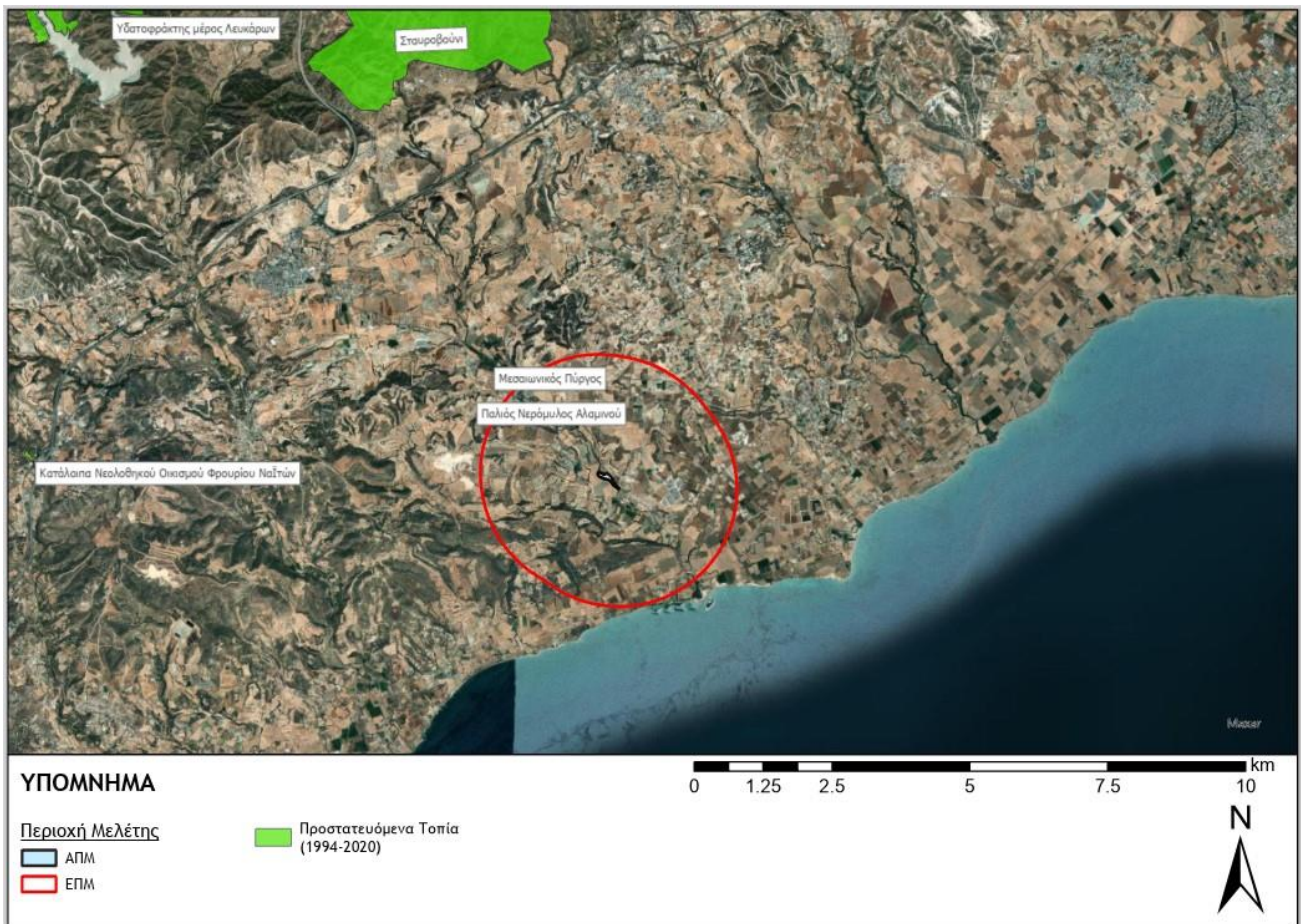 Υδατοφράκτης μέρος Λευκάρων
Σταυροβούνι
Μεσαιωνικός Πύργος
Παλιός Νερόμυλος Αλαμινού
Κατάλοιπα Νεολοθηκού Οικισμού Φρουρίου Ναϊτών
Maxar
ΥΠΟΜΝΗΜΑ
km
0 1.25 2.5 5 7.5 10
Περιοχή Μελέτης
ΑΠΜ
ΕΠΜ
Προστατευόμενα Τοπία
(1994-2020)
N